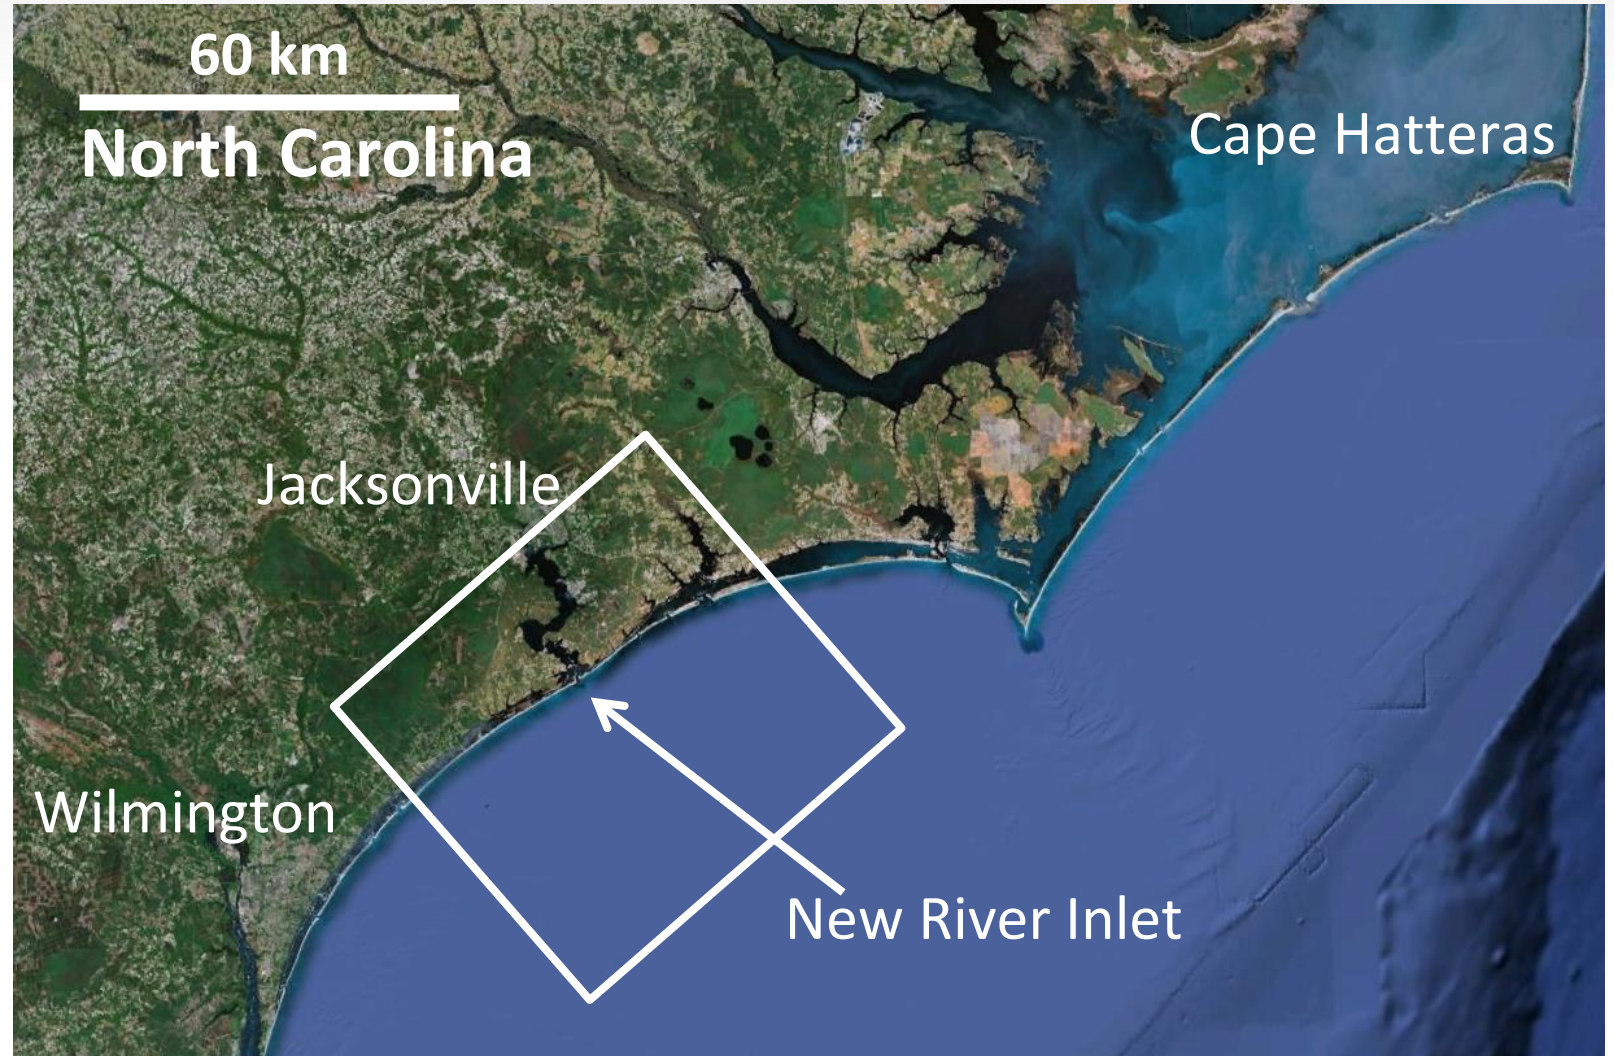 60 km
North Carolina
Cape Hatteras
Jacksonville
Wilmington
New River Inlet